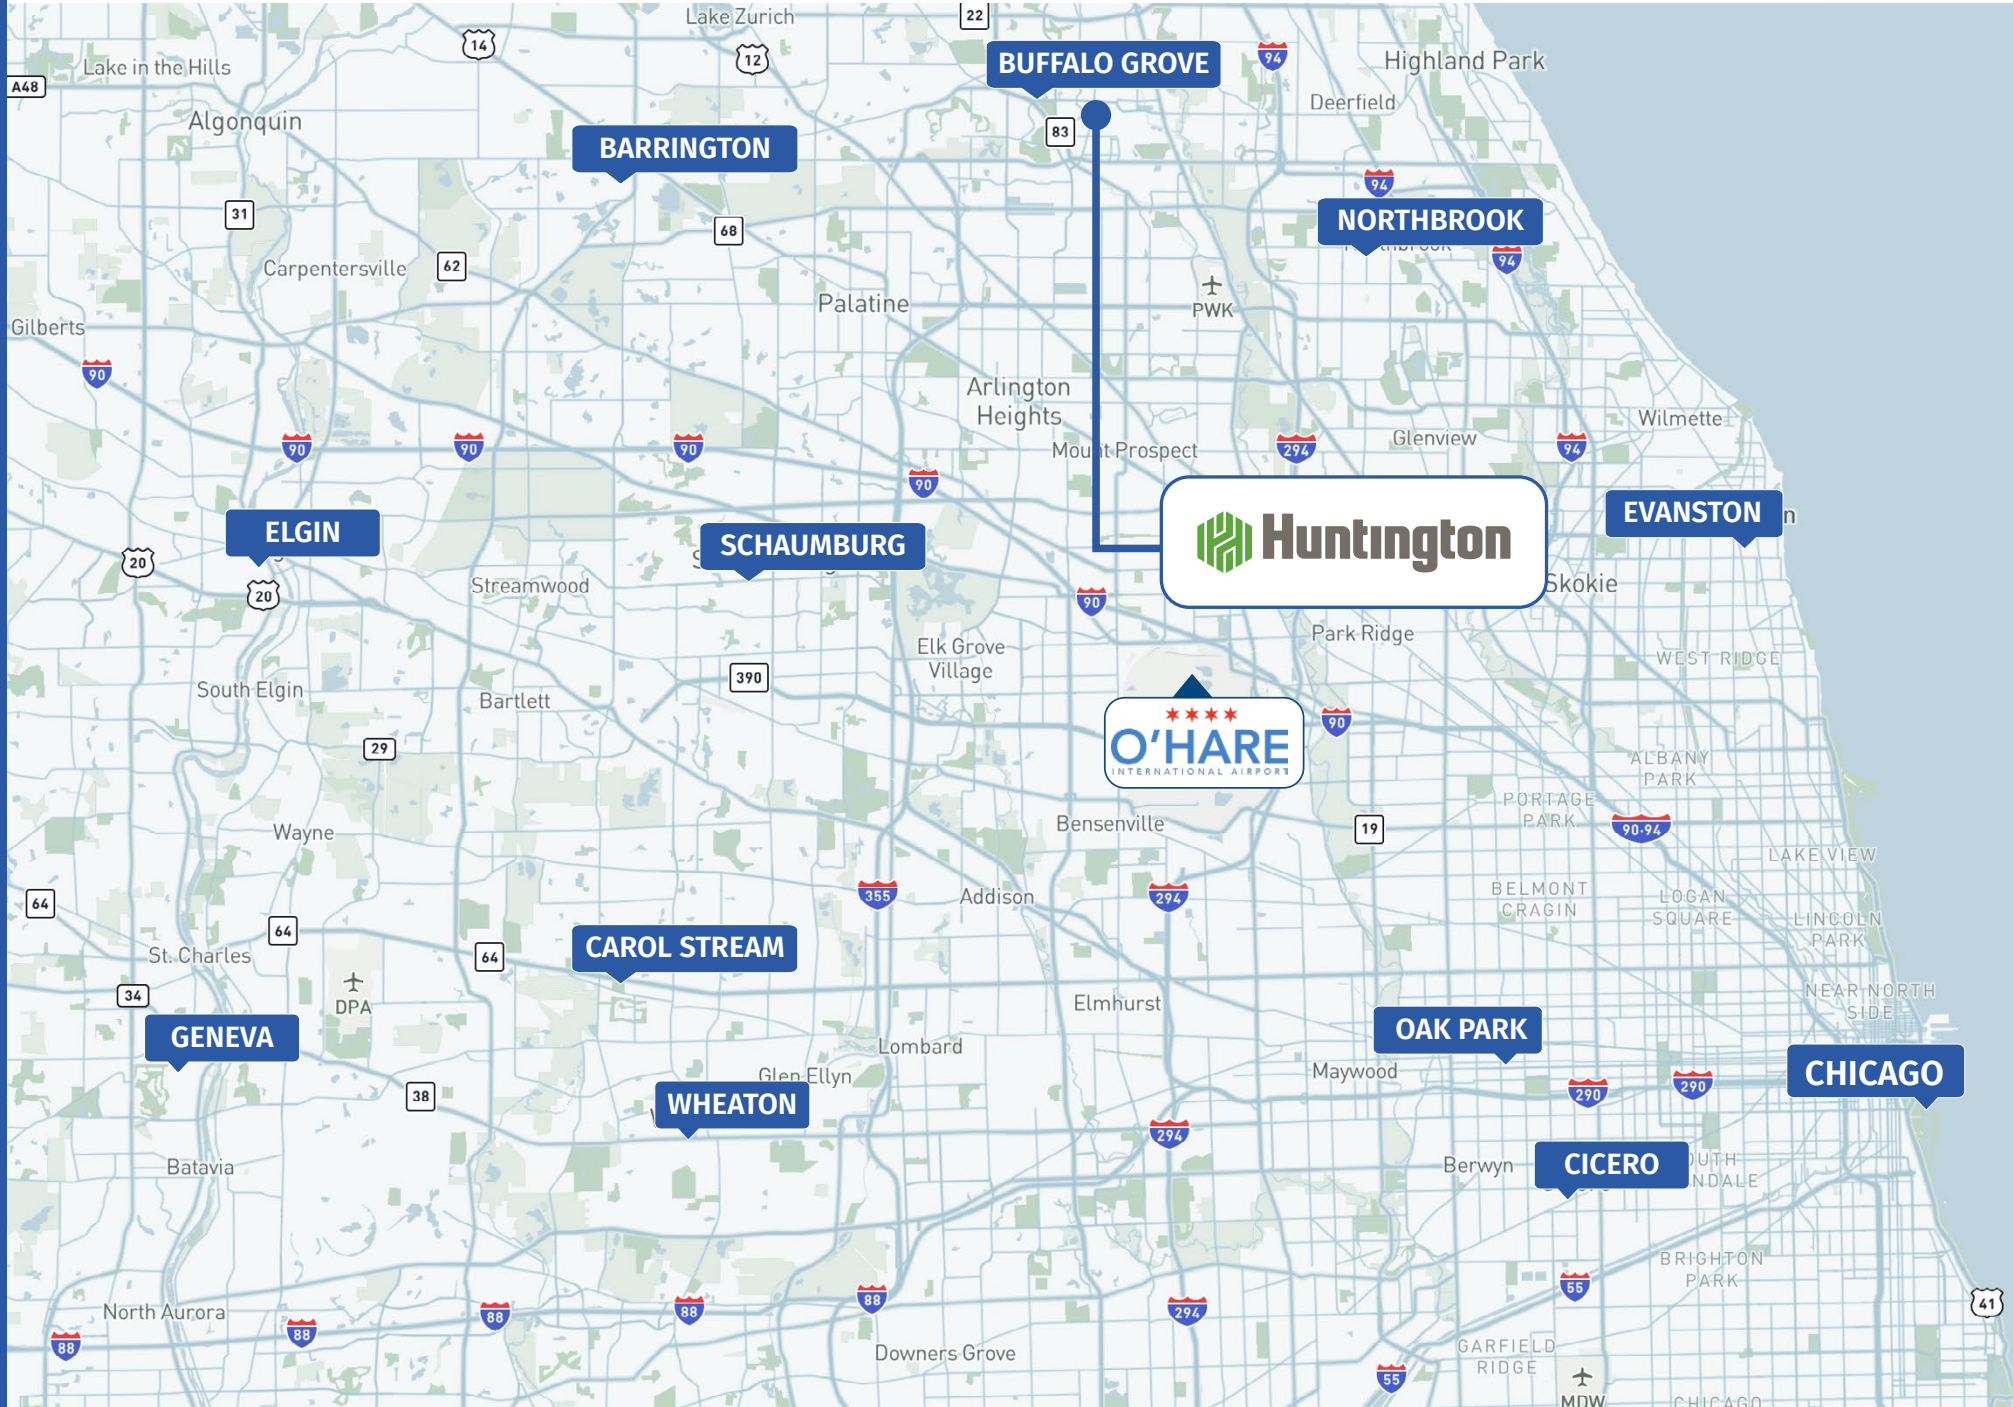 Lake Zurich
22
14
12
94
BUFFALO GROVE
Highland Park
Lake in the Hills
A48
Deerfield
Algonquin
83
BARRINGTON
94
31
68
NORTHBROOK
94
Carpentersville
62
Palatine
PWK
Gilberts
90
Arlington
Heights
Wilmette
90
90
90
Mount Prospect
294
Glenview
94
90
ELGIN
SCHAUMBURG
Huntington
EVANSTON
n
20
20
Streamwood
90
Skokie
Park Ridge
Elk Grove
Village
WEST RIDGE
390
South Elgin
Bartlett
O'HARE
INTERNATIONAL AIRPORT
90
29
ALBANY
PARK
PORTAGE
PARK
Wayne
Bensenville
19
90-94
LAKE VIEW
64
355
Addison
294
BELMONT
CRAGIN
LOGAN
SQUARE
LINCOLN
PARK
64
64
CAROL STREAM
St. Charles
34
DPA
Elmhurst
NEAR NORTH
SIDE
GENEVA
Lombard
OAK PARK
Glen Ellyn
Maywood
CHICAGO
38
WHEATON
290
290
294
Batavia
Berwyn
CICERO
OUTH
NDALE
BRIGHTON
PARK
North Aurora
88
88
88
88
88
294
55
41
Downers Grove
GARFIELD
RIDGE
55
MDW
CHICAGO